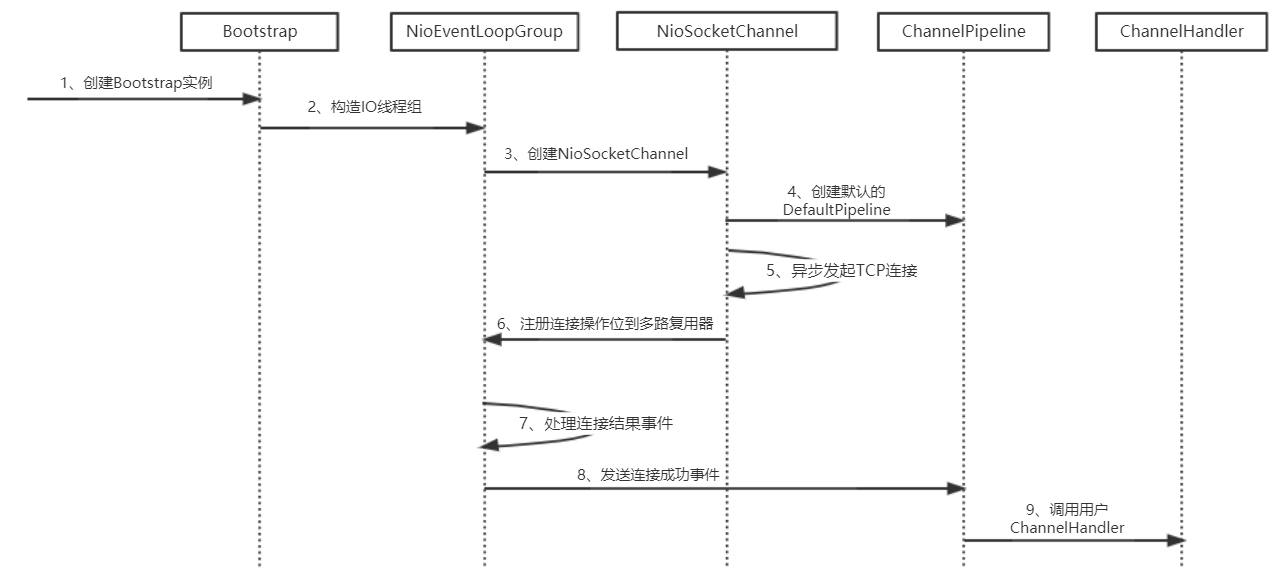 Bootstrap
NioEventLoopGroup
NioSocketChannel
ChannelPipeline
ChannelHandler
1、创建Bootstrap实例
2、构造IO线程组
3、创建NioSocketChannel
4、创建默认的
DefaultPipeline
5、异步发起TCP连接
6、注册连接操作位到多路复用器
7、处理连接结果事件
8、发送连接成功事件
9、调用用户
ChannelHandler